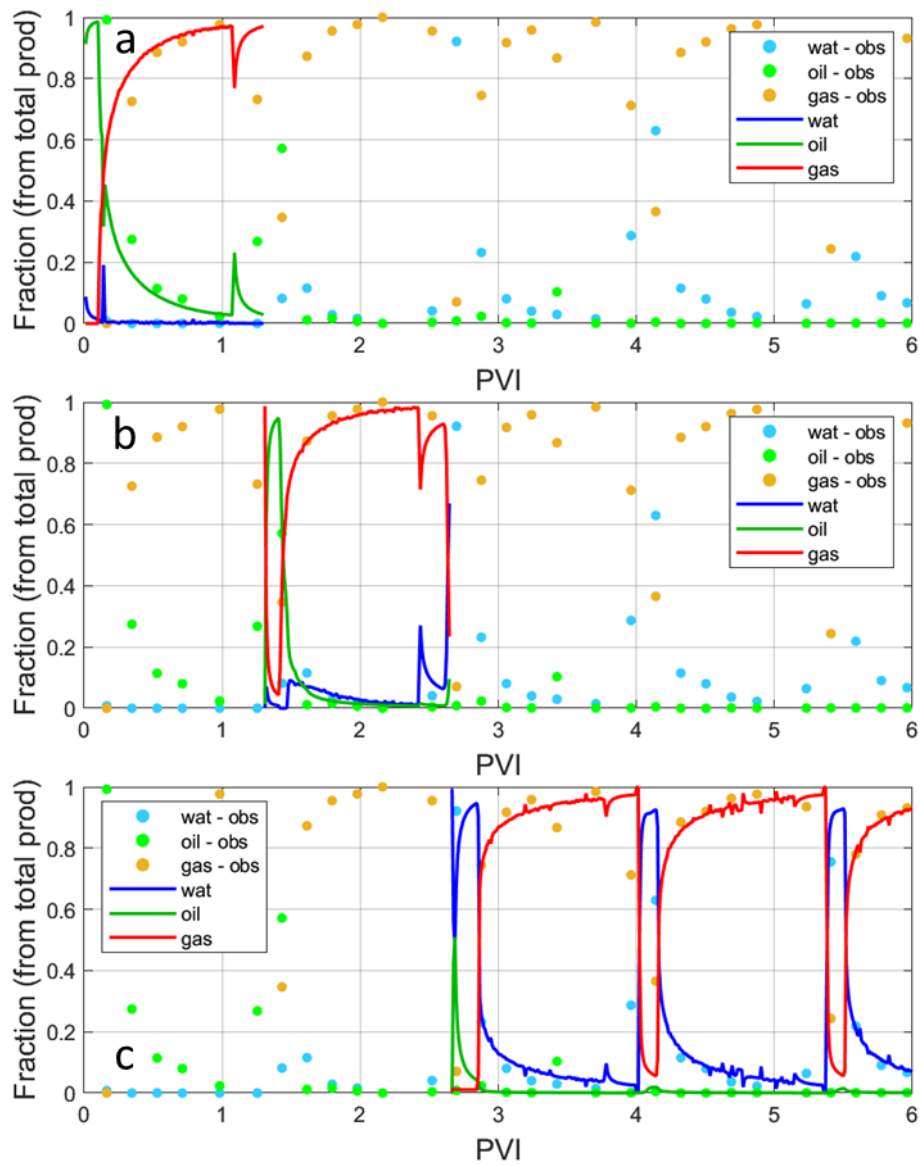 a
Fraction (from total prod)
1
0.8
0.6
0.4
0.2
0
0 1 2 3 4 5 6
PVI
wat - obs
oil - obs
gas - obs
wat
oil
gas
b
Fraction (from total prod)
1
0.8
0.6
0.4
0.2
0
0 1 2 3 4 5 6
PVI
wat - obs
oil - obs
gas - obs
wat
oil
gas
c
Fraction (from total prod)
1
0.8
0.6
0.4
0.2
0
0 1 2 3 4 5 6
PVI
wat - obs
oil - obs
gas - obs
wat
oil
gas